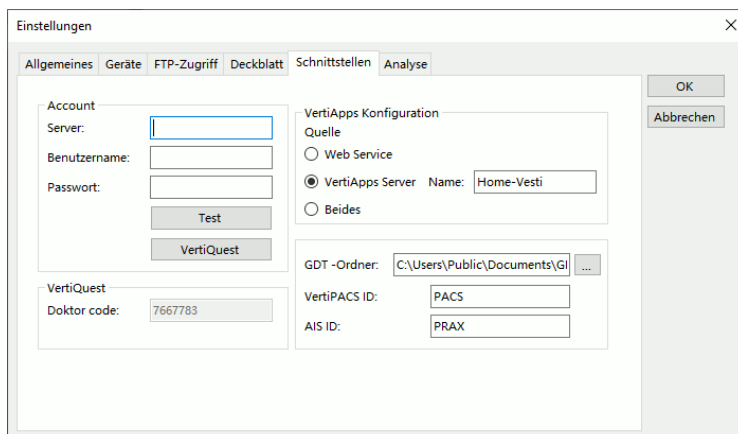 Einstellungen
Allgemeines Geräte FTP-Zugriff Deckblatt Schnittstellen Analyse
OK
Abbrechen
Account
Server:
Benutzername:
Passwort:
Test
VertiQuest
VertiQuest
Doktor code: 7667783
VertiApps Konfiguration
Quelle
Web Service
VertiApps Server Name: Home-Vesti
Beides
GDT -Ordner: C:\Users\Public\Documents\GI ...
VertiPACS ID: PACS
AIS ID: PRAX